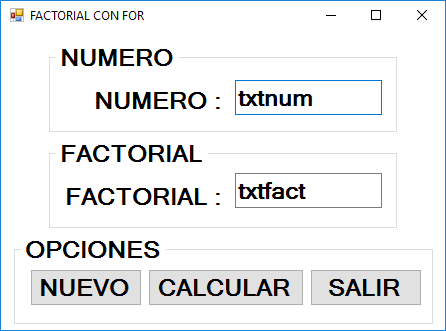 FACTORIAL CON FOR
NUMERO
NUMERO : txtnum
FACTORIAL
FACTORIAL : txtfact
OPCIONES
NUEVO CALCULAR SALIR